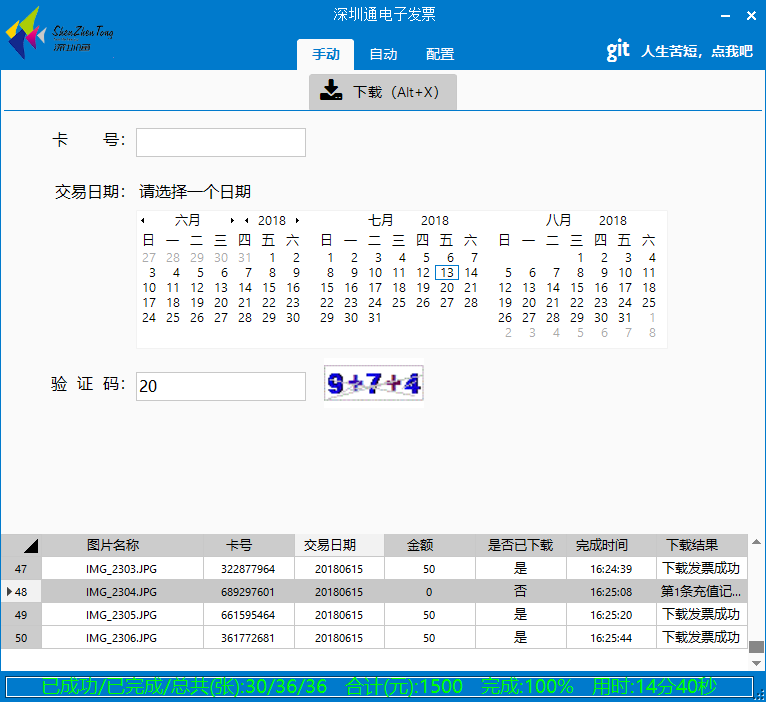 深圳通电子发票
ShenZhenTong
深圳通
手动 自动 配置
git 人生苦短，点我吧
下载（Alt+X）
卡 号：
交易日期： 请选择一个日期
六月 2018 七月 2018 八月 2018
日 一 二 三 四 五 六 日 一 二 三 四 五 六 日 一 二 三 四 五 六
27 28 29 30 31 1 2 1 2 3 4 5 6 7 1 2 3 4
3 4 5 6 7 8 9 8 9 10 11 12 13 14 5 6 7 8 9 10 11
10 11 12 13 14 15 16 15 16 17 18 19 20 21 12 13 14 15 16 17 18
17 18 19 20 21 22 23 22 23 24 25 26 27 28 19 20 21 22 23 24 25
24 25 26 27 28 29 30 29 30 31 26 27 28 29 30 31 1
2 3 4 5 6 7 8
验 证 码： 20 9+7+4
图片名称 卡号 交易日期 金额 是否已下载 完成时间 下载结果
47 IMG_2303.JPG 322877964 20180615 50 是 16:24:39 下载发票成功
48 IMG_2304.JPG 689297601 20180615 0 否 16:25:08 第1条充值记...
49 IMG_2305.JPG 661595464 20180615 50 是 16:25:20 下载发票成功
50 IMG_2306.JPG 361772681 20180615 50 是 16:25:44 下载发票成功
已成功/已完成/总共(张):30/36/36 合计(元):1500 完成:100% 用时:14分40秒